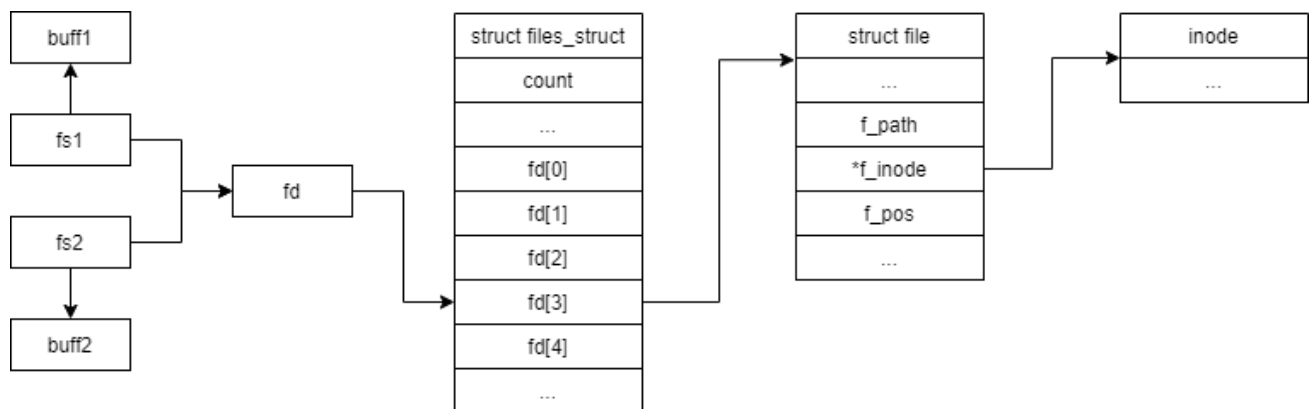 buff1
fs1
fs2
buff2
fd
struct files_struct
count
...
fd[0]
fd[1]
fd[2]
fd[3]
fd[4]
...
struct file
...
f_path
*f_inode
f_pos
...
inode
...